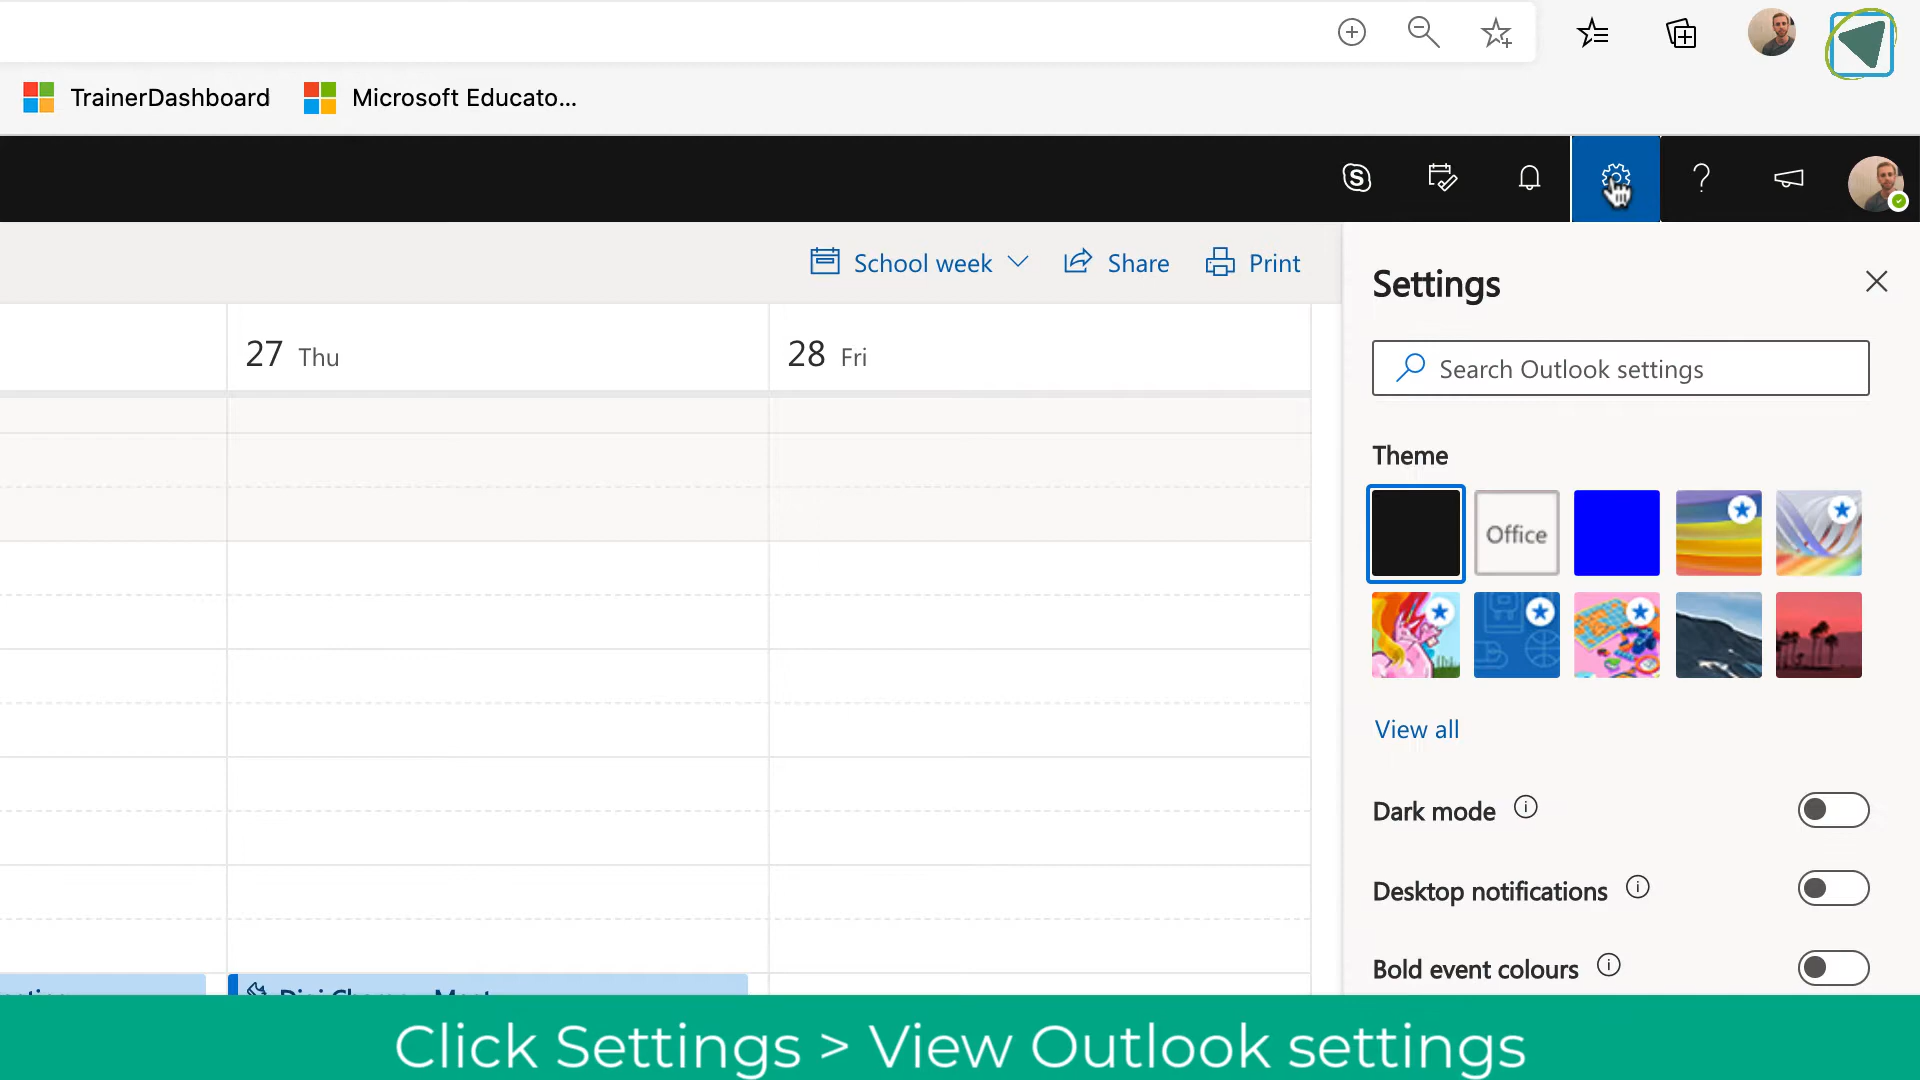 TrainerDashboard
Microsoft Educato...
School week
Share
Print
Settings
27 Thu
28 Fri
Search Outlook settings
Theme
Office
View all
Dark mode
Desktop notifications
Bold event colours
Click Settings > View Outlook settings